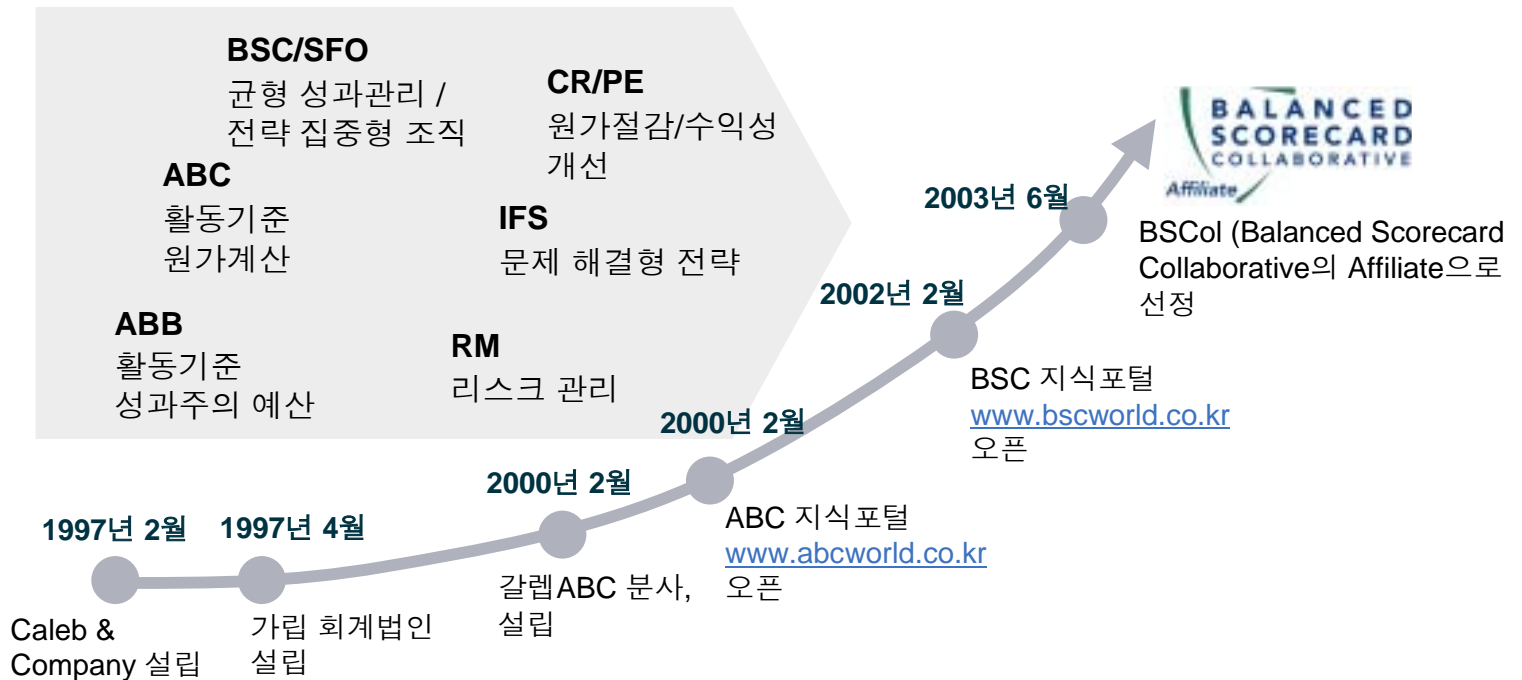 BSC/SFO
균형 성과관리 /
전략 집중형 조직
CR/PE
원가절감/수익성
개선
ABC
활동기준
원가계산
IFS
문제 해결형 전략
ABB
활동기준
성과주의 예산
RM
리스크 관리
1997년 2월
Caleb &
Company 설립
1997년 4월
가립 회계법인
설립
2000년 2월
갈렙ABC 분사,
설립
2000년 2월
ABC 지식포털
www.abcworld.co.kr
오픈
2002년 2월
BSC 지식포털
www.bscworld.co.kr
오픈
2003년 6월
BALANCED
SCORECARD
COLLABORATIVE
Affiliate
BSCol (Balanced Scorecard
Collaborative의 Affiliate으로
선정